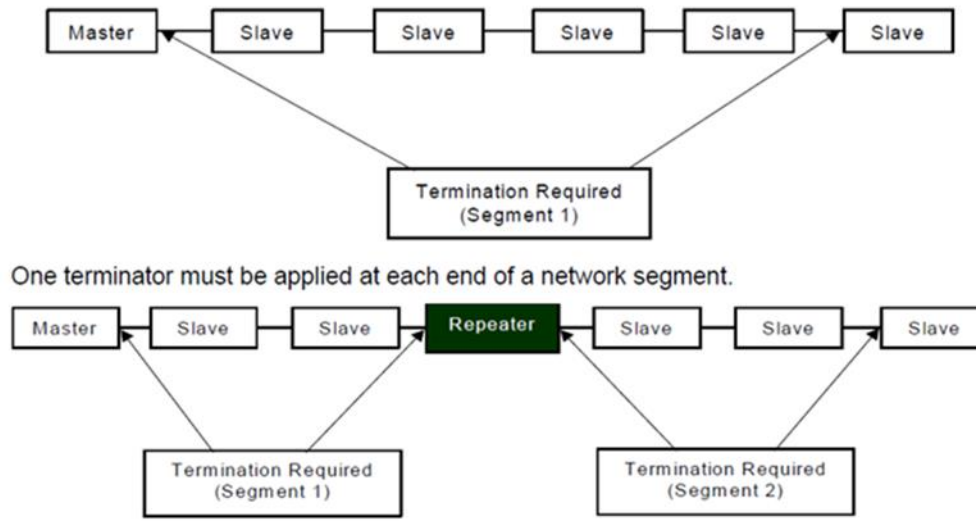 Master Slave Slave Slave Slave Slave
Termination Required
(Segment 1)
One terminator must be applied at each end of a network segment.
Master Slave Slave Repeater Slave Slave Slave
Termination Required
(Segment 1)
Termination Required
(Segment 2)